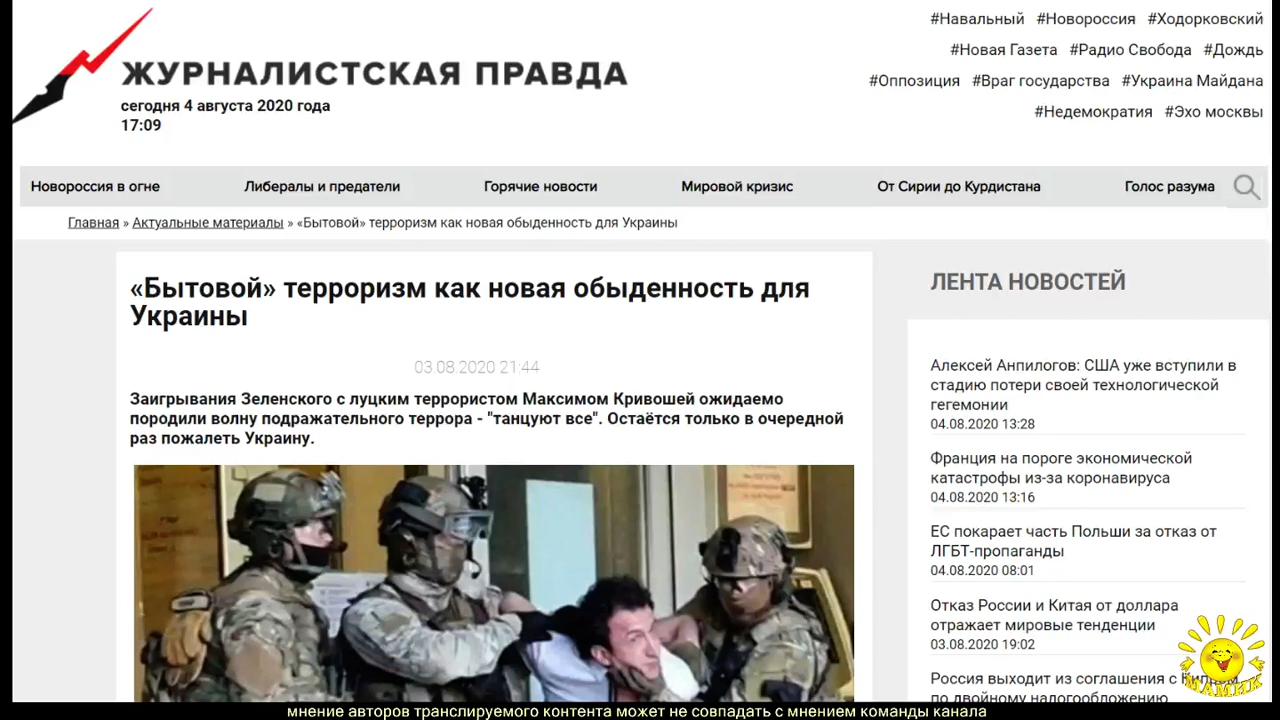 #Навальный #Новороссия #Ходорковский
#Новая Газета #Радио Свобода #Дождь
#Оппозиция #Враг государства #Украина Майдана
#Недемократия #Эхо москвы
ЖУРНАЛИСТСКАЯ ПРАВДА
сегодня 4 августа 2020 года
17:09
Новороссия в огне Либералы и предатели Горячие новости Мировой кризис От Сирии до Курдистана Голос разума
Главная » Актуальные материалы » «Бытовой» терроризм как новая обыденность для Украины
«Бытовой» терроризм как новая обыденность для
Украины
03.08.2020 21:44
Заигрывания Зеленского с луцким террористом Максимом Кривошей ожидаемо
породили волну подражательного террора - "танцуют все". Остаётся только в очередной
раз пожалеть Украину.
ЛЕНТА НОВОСТЕЙ
Алексей Анпилогов: США уже вступили в
стадию потери своей технологической
гегемонии
04.08.2020 13:28
Франция на пороге экономической
катастрофы из-за коронавируса
04.08.2020 13:16
ЕС покарает часть Польши за отказ от
ЛГБТ-пропаганды
04.08.2020 08:01
Отказ России и Китая от доллара
отражает мировые тенденции
03.08.2020 19:02
Россия выходит из соглашения с
по двойному налогообложению
МАМИК
мнение авторов транслируемого контента может не совпадать с мнением команды канала